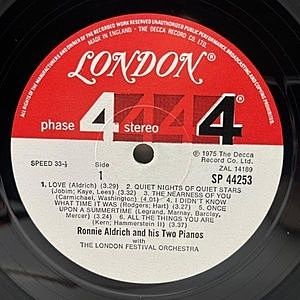 ALL RIGHTS OF THE MANUFACTURER AND OF THE OWNER OF THE RECORDED WORK RESERVED UNAUTHORISED PUBLIC PERFORMANCE, BROADCASTING AND COPYING OF THIS RECORD PROHIBITED
MADE IN ENGLAND · THE DECCA RECORD CO. LTD.
LONDON®
phase 4 stereo
444 4®
SPEED 33-⅓
Side
1
℗ 1975 The Decca
Record Co. Ltd.
ZAL 14189
SP 44253
1. LOVE (Aldrich) (3.29) 2. QUIET NIGHTS OF QUIET STARS
(Jobim; Kaye, Lees) (3.15) 3. THE NEARNESS OF YOU
(Carmichael, Washington) (4.01) 4. I DIDN'T KNOW
WHAT TIME IT WAS (Rodgers; Hart) (3.27) 5. ONCE
UPON A SUMMERTIME (Legrand, Marnay, Barclay,
Mercer) (3.57) 6. ALL THE THINGS YOU ARE
(Kern; Hammerstein II) (3.17)
Ronnie Aldrich and his Two Pianos
with
THE LONDON FESTIVAL ORCHESTRA